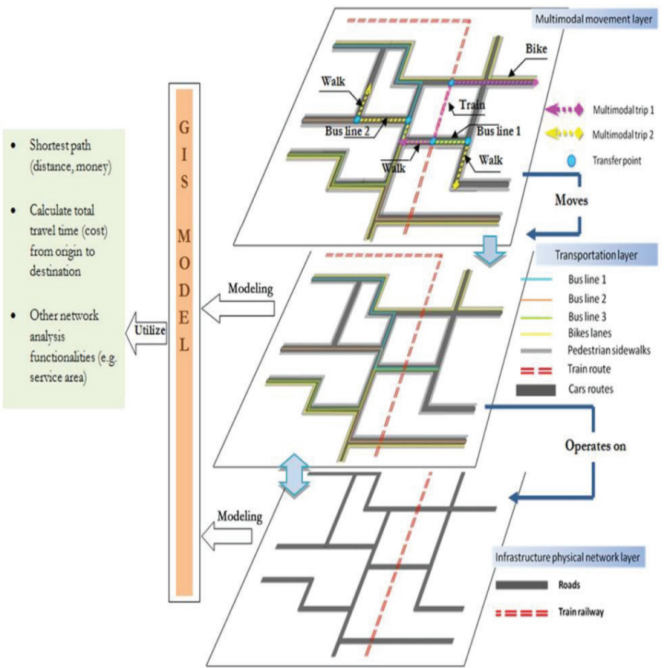 Multimodal movement layer
Bike
Walk
Train
Bus line 2
Bus line 1
Walk
Walk
Multimodal trip 1
Multimodal trip 2
Transfer point
Moves
GIS MODEL
• Shortest path
(distance, money)
• Calculate total
travel time (cost)
from origin to
destination
• Other network
analysis
functionalities (e.g.
service area)
Utilize
Modeling
Transportation layer
Bus line 1
Bus line 2
Bus line 3
Bikes lanes
Pedestrian sidewalks
Train route
Cars routes
Operates on
Modeling
Infrastructure physical network layer
Roads
Train railway